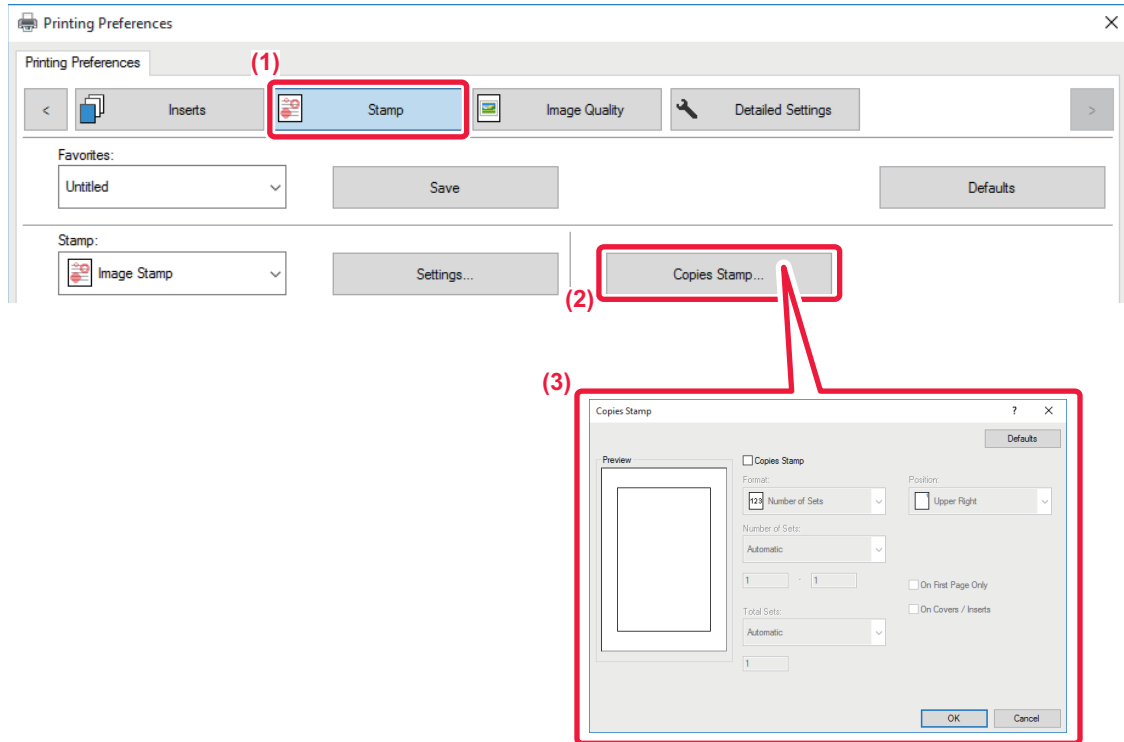 Printing Preferences
Printing Preferences
(1)
<
Inserts
Stamp
Image Quality
Detailed Settings
>
Favorites:
Untitled
Save
Defaults
Stamp:
Image Stamp
Settings...
Copies Stamp...
(2)
(3)
Copies Stamp
?
Defaults
Preview
Copies Stamp
Format:
Position:
123 Number of Sets
1 Upper Right
Number of Sets:
Automatic
1 - 1
On First Page Only
Total Sets:
On Covers / Inserts
Automatic
1
OK
Cancel